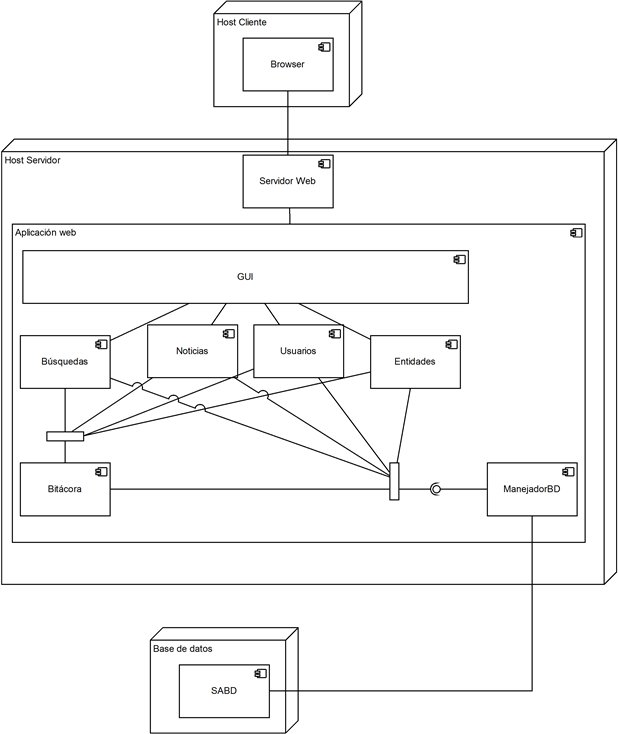 Host Cliente
Browser
Host Servidor
Servidor Web
Aplicación web
GUI
Búsquedas
Noticias
Usuarios
Entidades
Bitácora
ManejadorBD
Base de datos
SABD